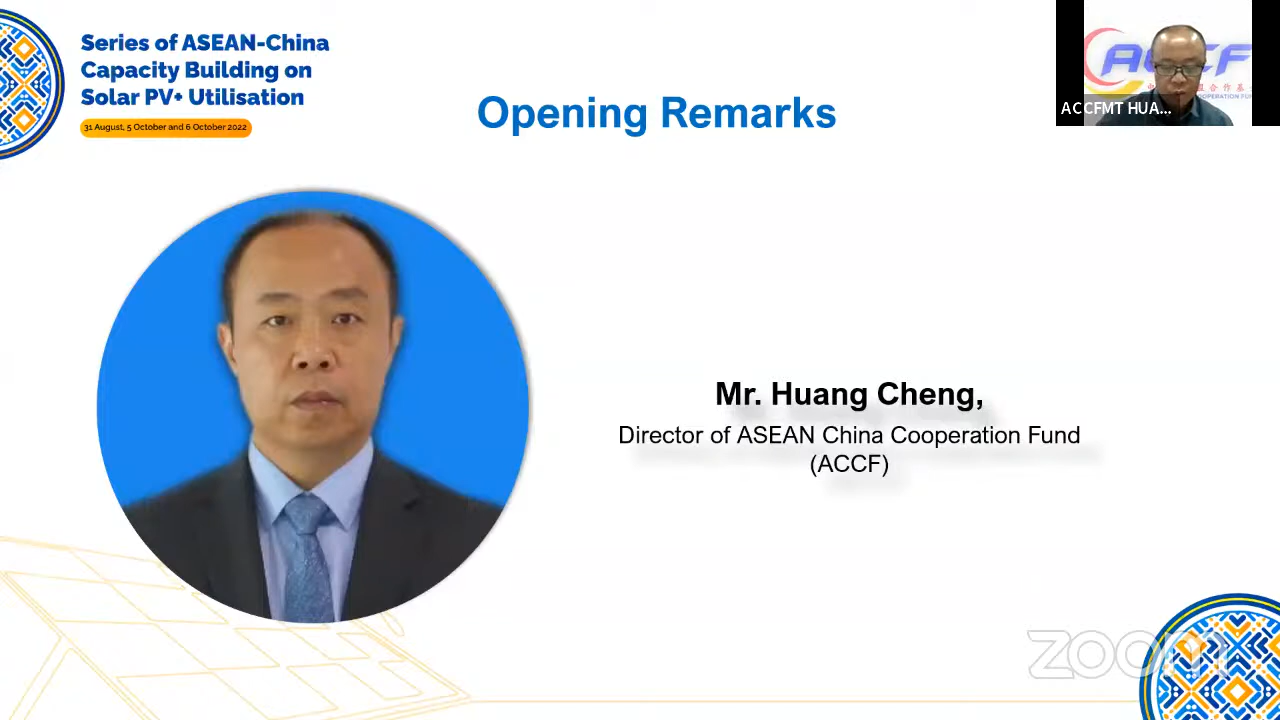 Series of ASEAN-China
Capacity Building on
Solar PV+ Utilisation
31 August, 5 October and 6 October 2022
Opening Remarks
ACCFMT HUA...
Mr. Huang Cheng,
Director of ASEAN China Cooperation Fund
(ACCF)
zoom